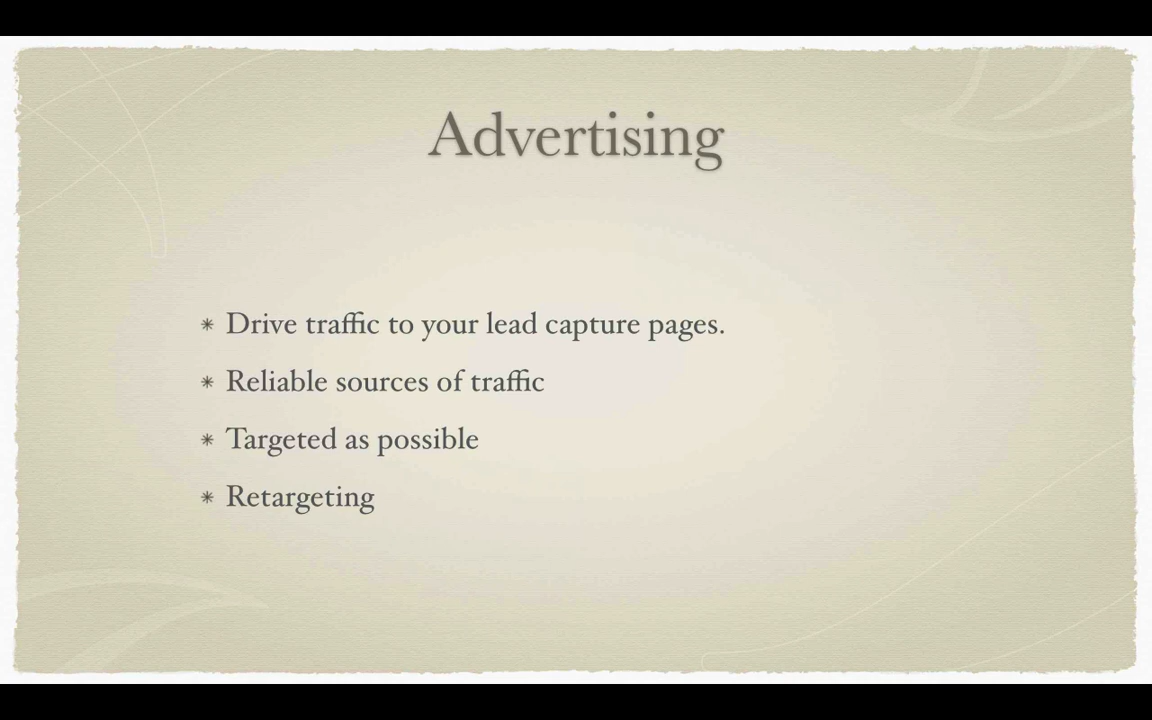 Advertising
Drive traffic to your lead capture pages.
Reliable sources of traffic
Targeted as possible
Retargeting